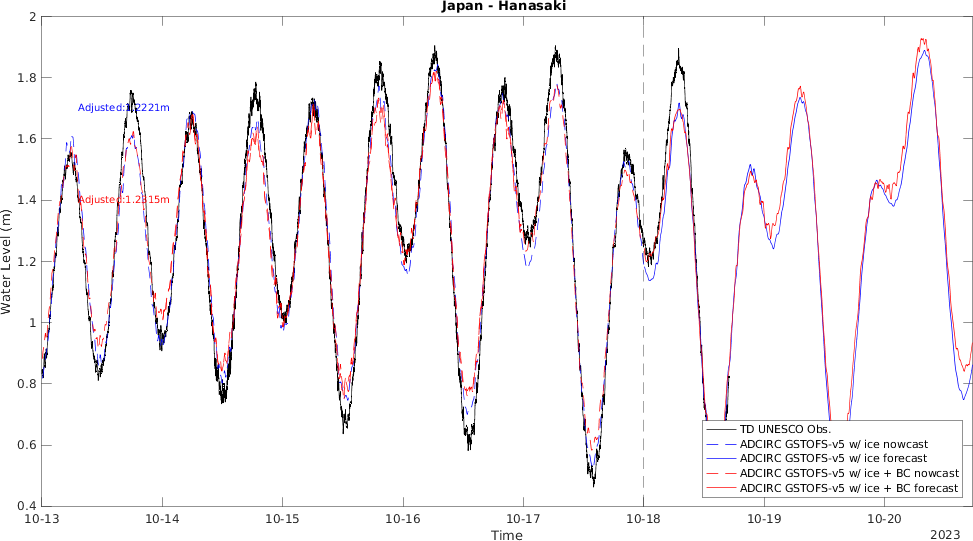 Japan - Hanasaki
2
1.8
1.6
1.4
1.2
1
0.8
0.6
0.4
Water Level (m)
Adjusted:1.2221m
Adjusted:1.2315m
TD UNESCO Obs.
ADCIRC GSTOFS-v5 w/ ice nowcast
ADCIRC GSTOFS-v5 w/ ice forecast
ADCIRC GSTOFS-v5 w/ ice + BC nowcast
ADCIRC GSTOFS-v5 w/ ice + BC forecast
10-13 10-14 10-15 10-16 10-17 10-18 10-19 10-20
Time
2023